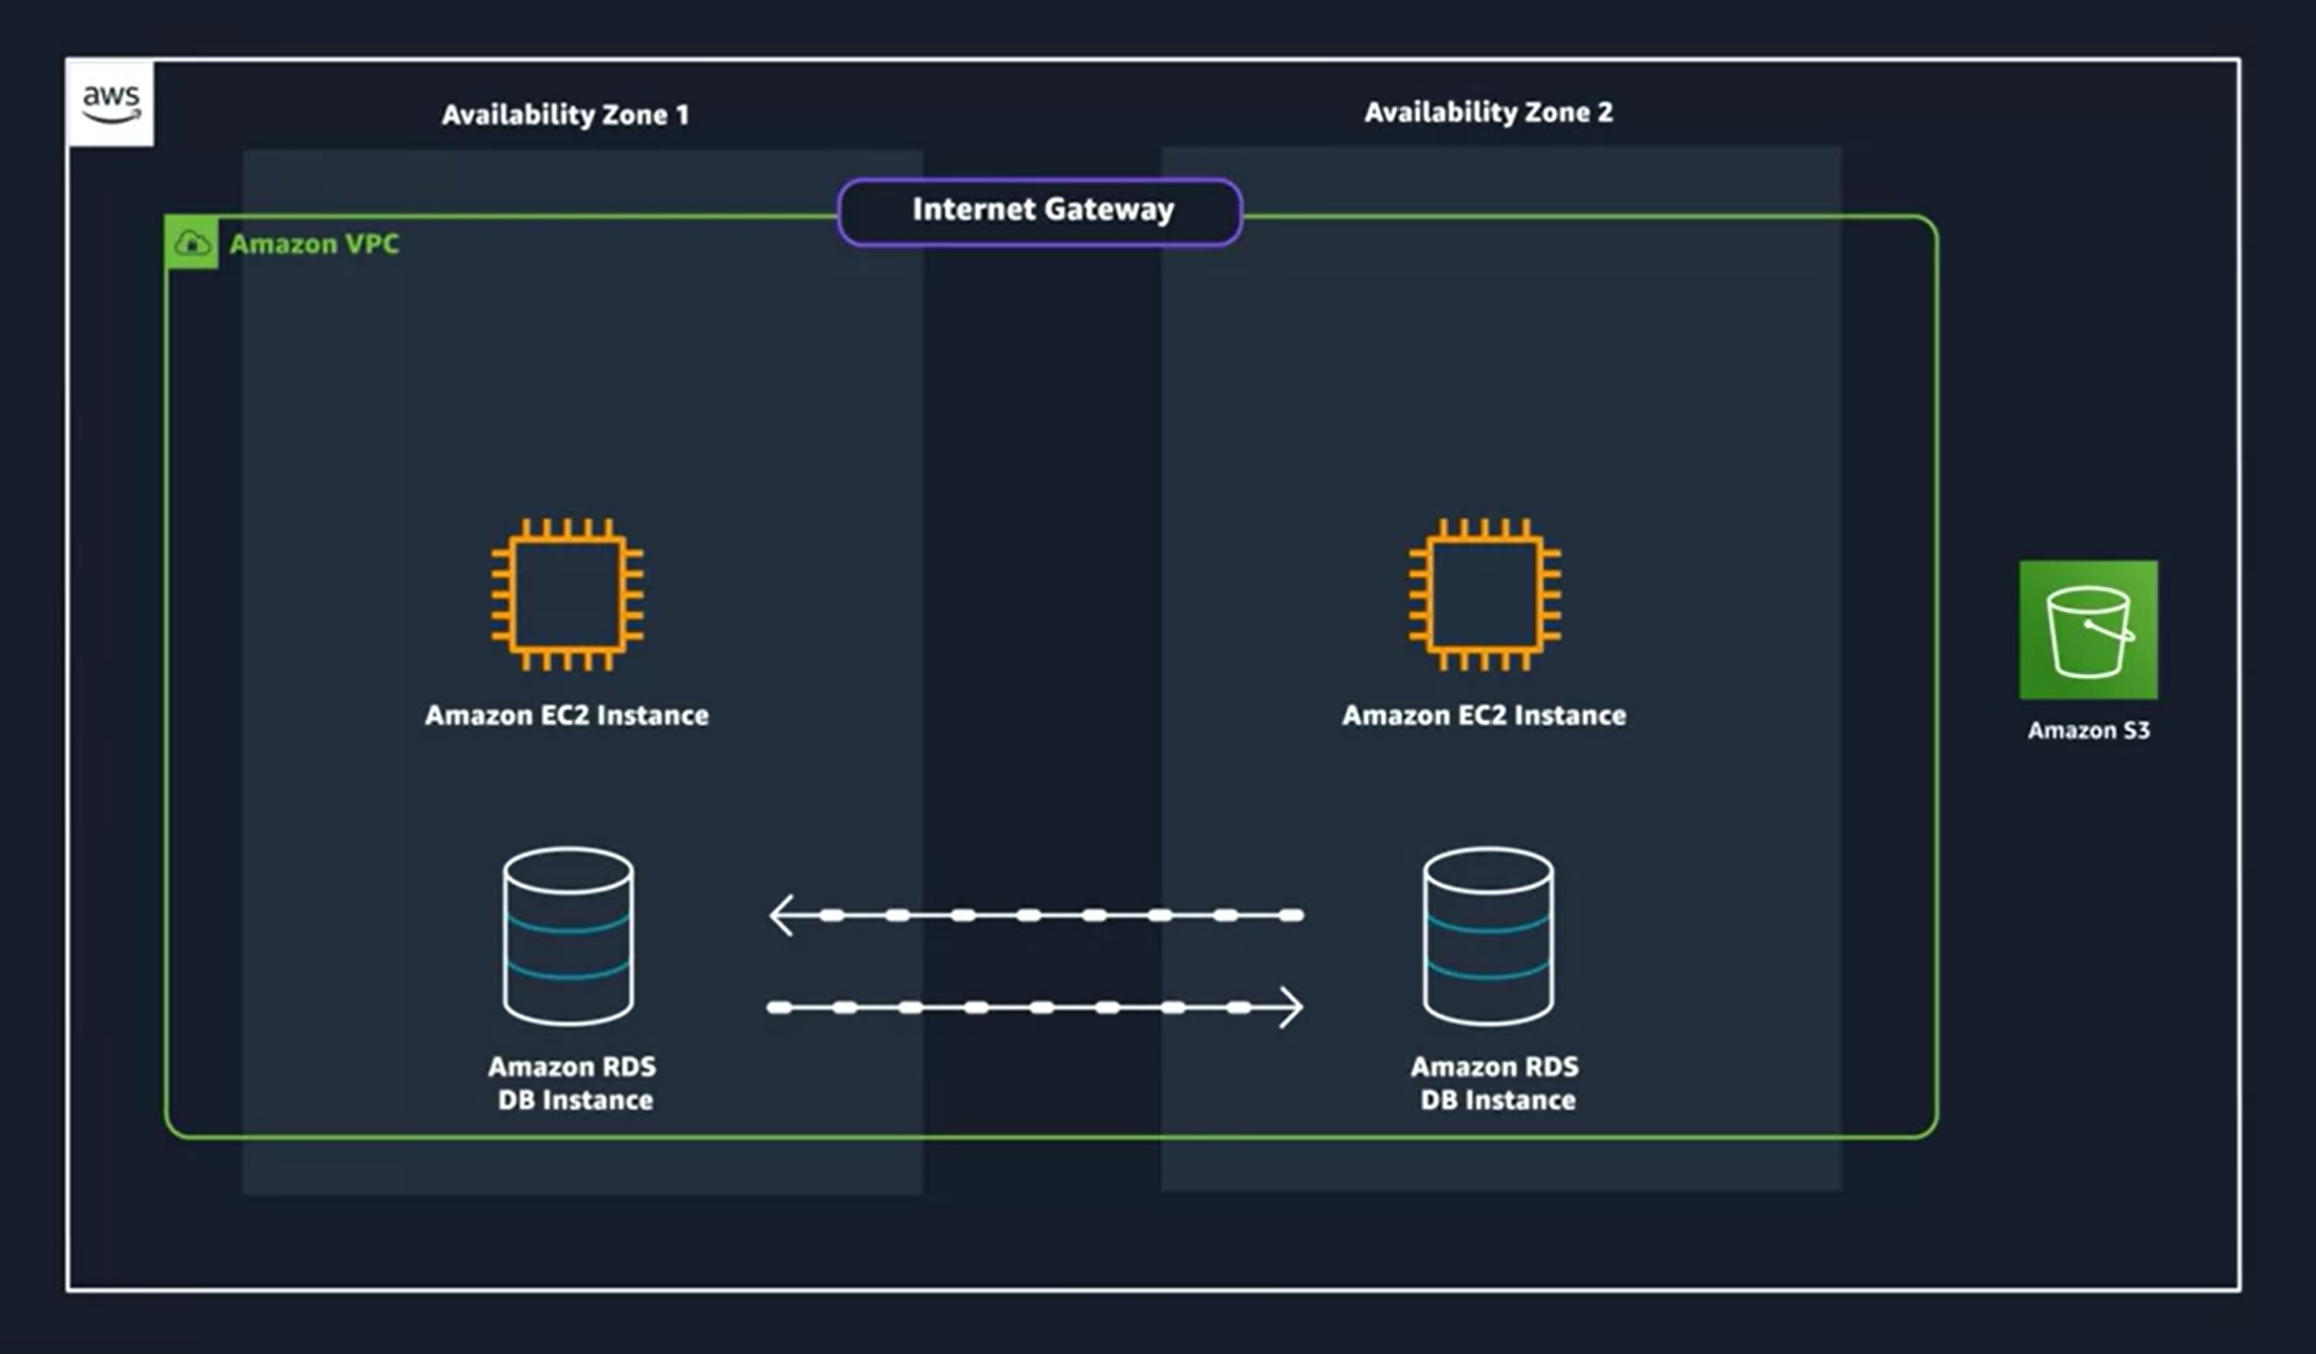 aws
Availability Zone 1
Availability Zone 2
Internet Gateway
Amazon VPC
Amazon EC2 Instance
Amazon EC2 Instance
Amazon S3
Amazon RDS
DB Instance
Amazon RDS
DB Instance